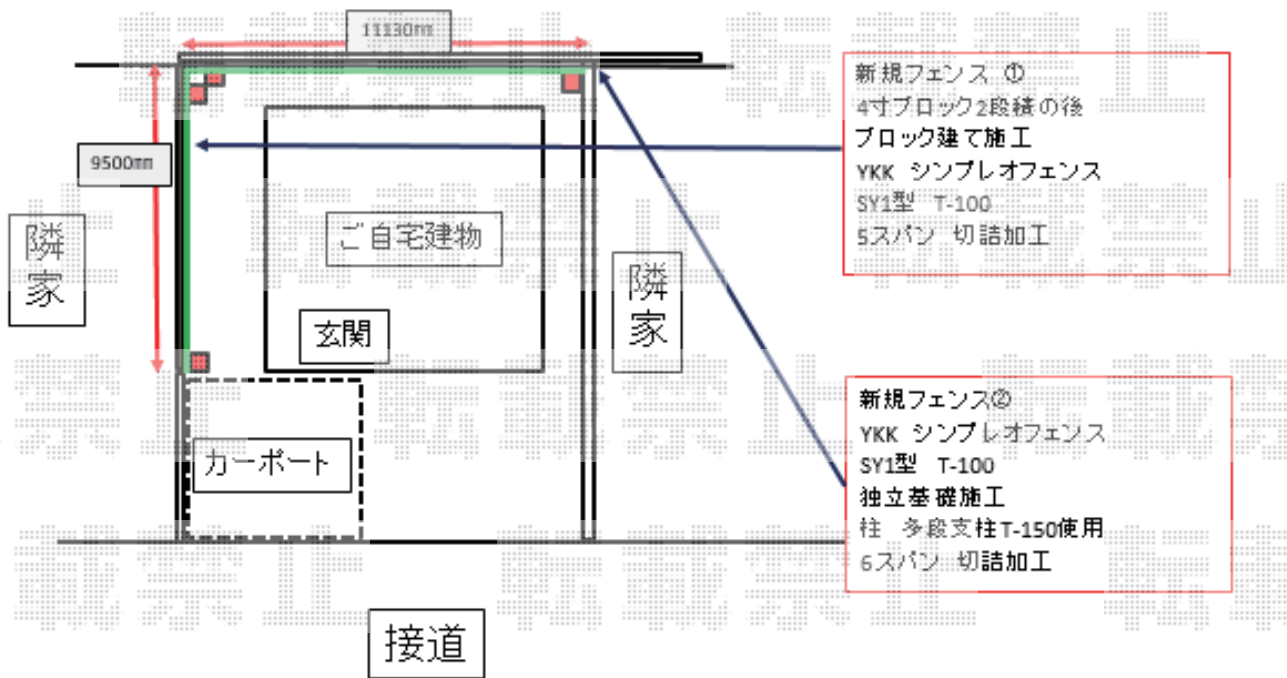 11130㎜
9500㎜
隣家
ご自宅建物
玄関
カーポート
隣家
接道
新規フェンス ①
4寸ブロック2段積の後
ブロック建て施工
YKK シンプレオフェンス
SY1型 T-100
5スパン 切詰加工
新規フェンス②
YKK シンプレオフェンス
SY1型 T-100
独立基礎施工
柱 多段支柱T-150使用
6スパン 切詰加工
転載禁止